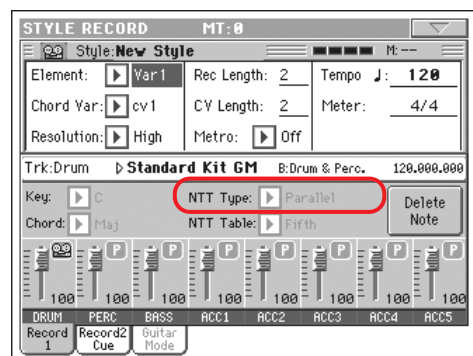 STYLE RECORD MT:0
Style:New Style M:--
Element: Var1 Rec Length: 2 Tempo ♩: 120
Chord Var: cv1 CV Length: 2 Meter: 4/4
Resolution: High Metro: Off
Trk:Drum Standard Kit GM B:Drum & Perc. 120.000.000
Key: C NTT Type: Parallel Delete
Chord: Maj NTT Table: Fifth Note
P P P P P P P
100 100 100 100 100 100 100 100
DRUM PERC BASS ACC1 ACC2 ACC3 ACC4 ACC5
Record 1 Record2 Cue Guitar Mode